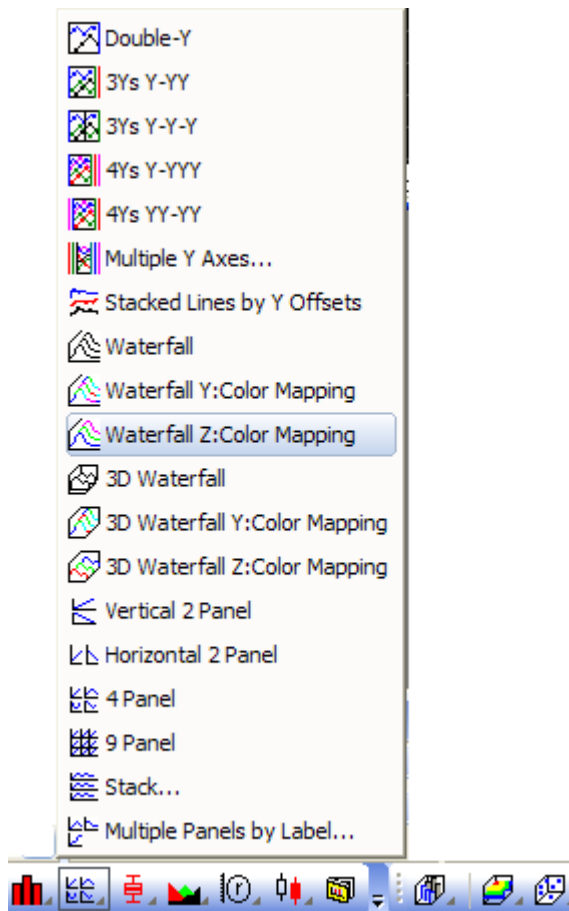 Double-Y
3Ys Y-YY
3Ys Y-Y-Y
4Ys Y-YYY
4Ys YY-YY
Multiple Y Axes...
Stacked Lines by Y Offsets
Waterfall
Waterfall Y:Color Mapping
Waterfall Z:Color Mapping
3D Waterfall
3D Waterfall Y:Color Mapping
3D Waterfall Z:Color Mapping
Vertical 2 Panel
Horizontal 2 Panel
4 Panel
9 Panel
Stack...
Multiple Panels by Label...